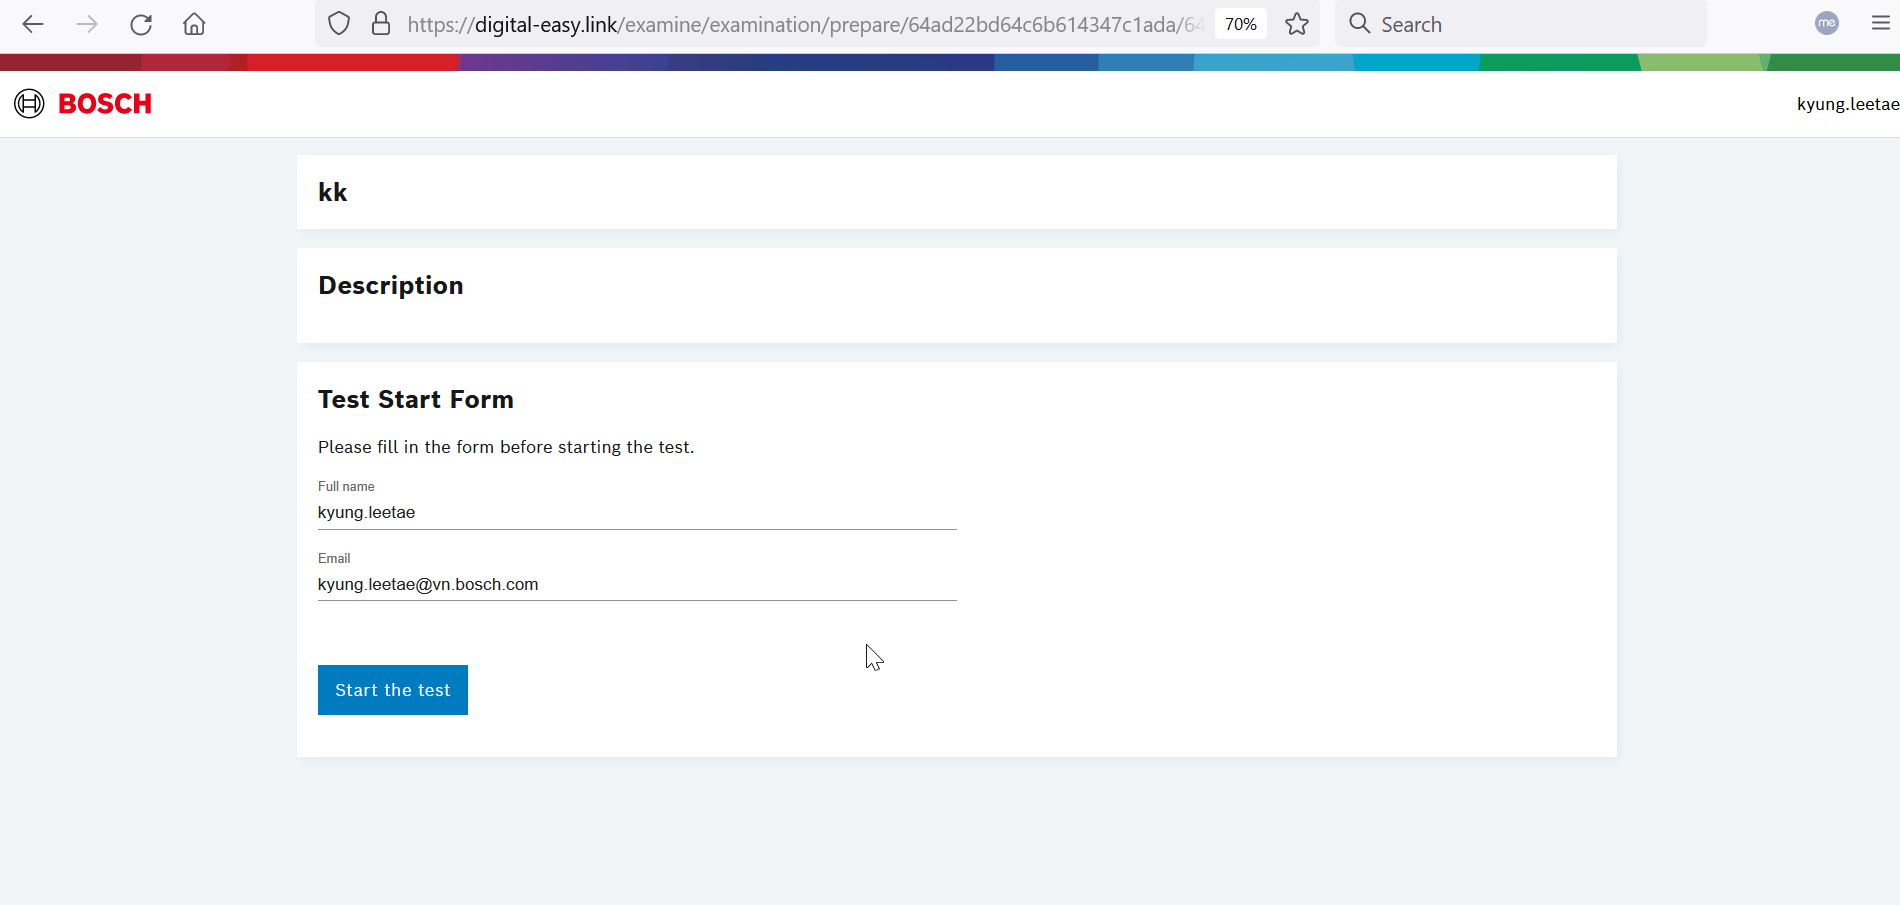 https://digital-easy.link/examine/examination/prepare/64ad22bd64c6b614347c1ada/64
70%
Search
me
BOSCH
kyung.leetae
kk
Description
Test Start Form
Please fill in the form before starting the test.
Full name
kyung.leetae
Email
kyung.leetae@vn.bosch.com
Start the test